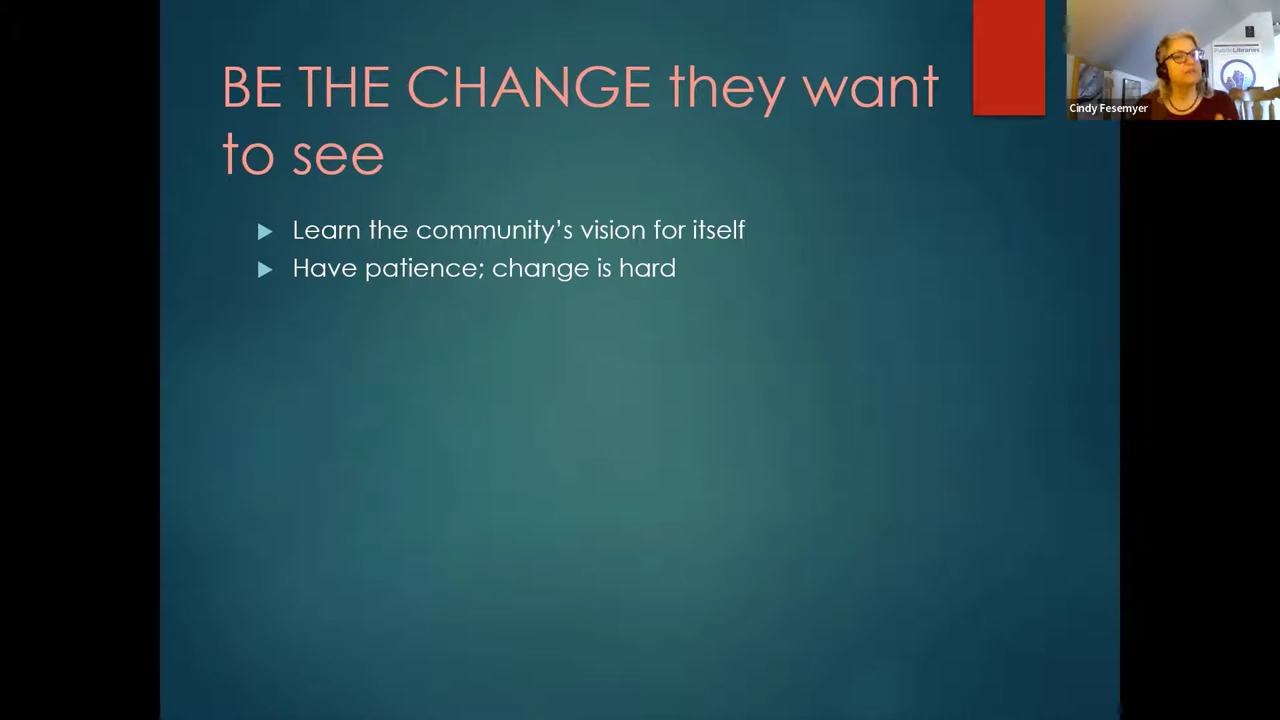 BE THE CHANGE they want
to see
Learn the community's vision for itself
Have patience; change is hard
Cindy Fesemyer
PublicLibraries